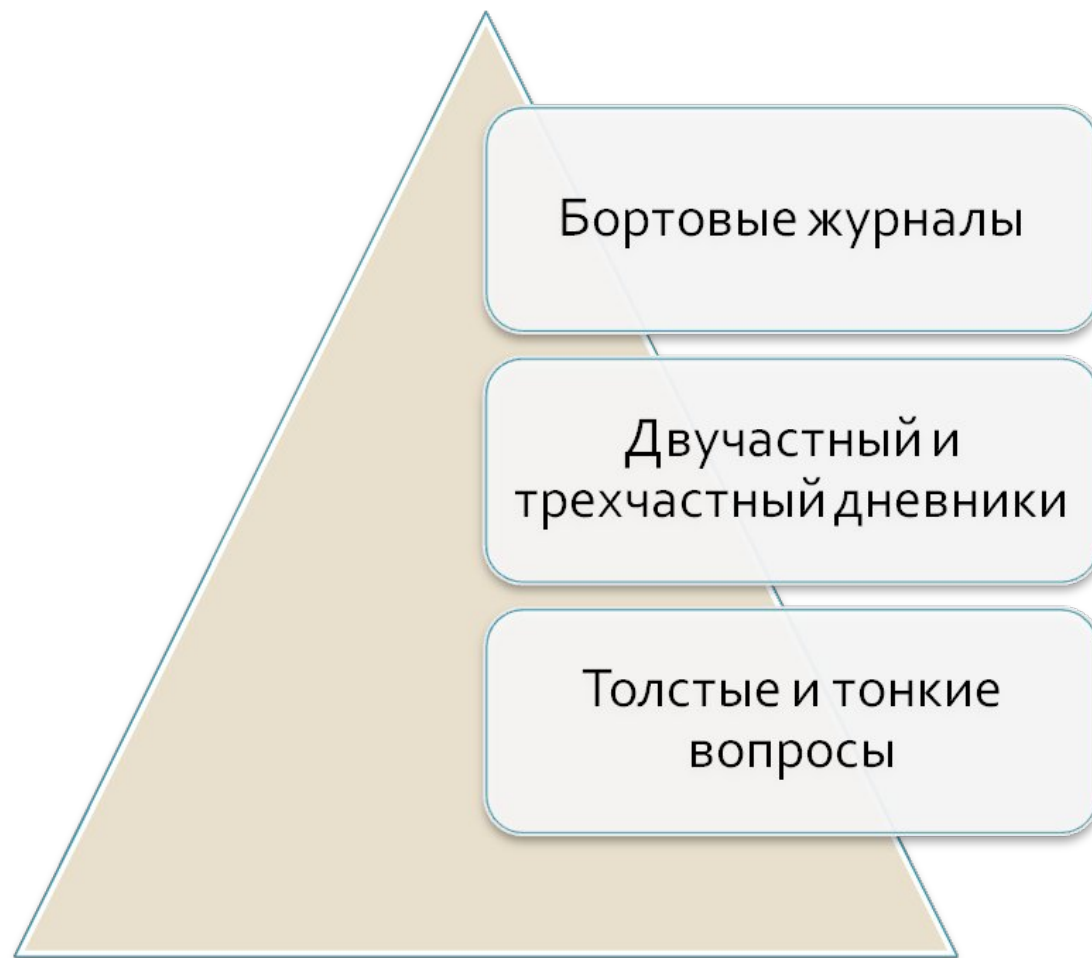 Бортовые журналы
Двучастный и
трехчастный дневники
Толстые и тонкие
вопросы